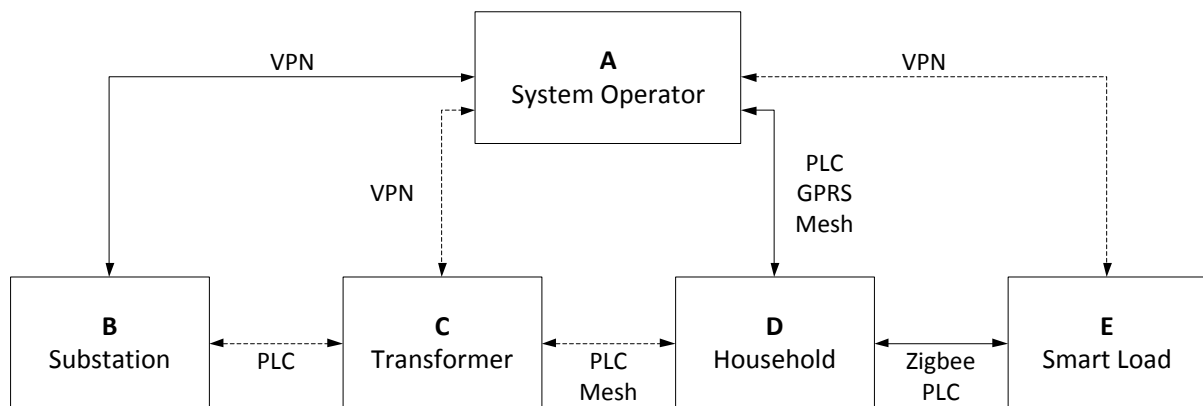 VPN
A
System Operator
VPN
VPN
PLC
GPRS
Mesh
B
Substation
PLC
C
Transformer
PLC
Mesh
D
Household
Zigbee
PLC
E
Smart Load